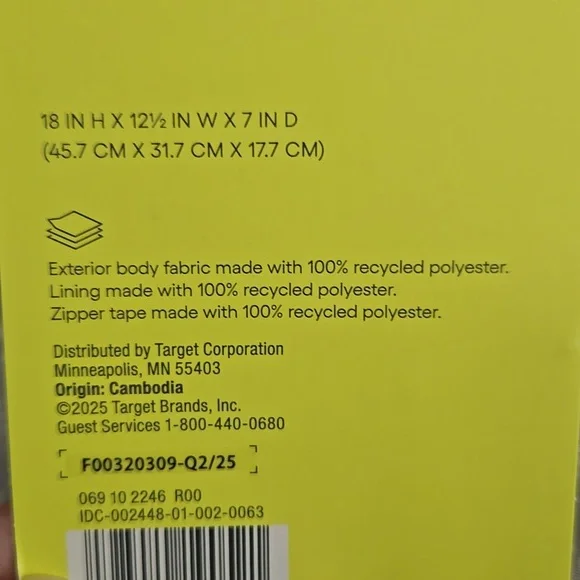 18 IN H X 12½ IN W X 7 IN D
(45.7 CM X 31.7 CM X 17.7 CM)
Exterior body fabric made with 100% recycled polyester.
Lining made with 100% recycled polyester.
Zipper tape made with 100% recycled polyester.
Distributed by Target Corporation
Minneapolis, MN 55403
Origin: Cambodia
©2025 Target Brands, Inc.
Guest Services 1-800-440-0680
F00320309-Q2/25
069 10 2246 R00
IDC-002448-01-002-0063